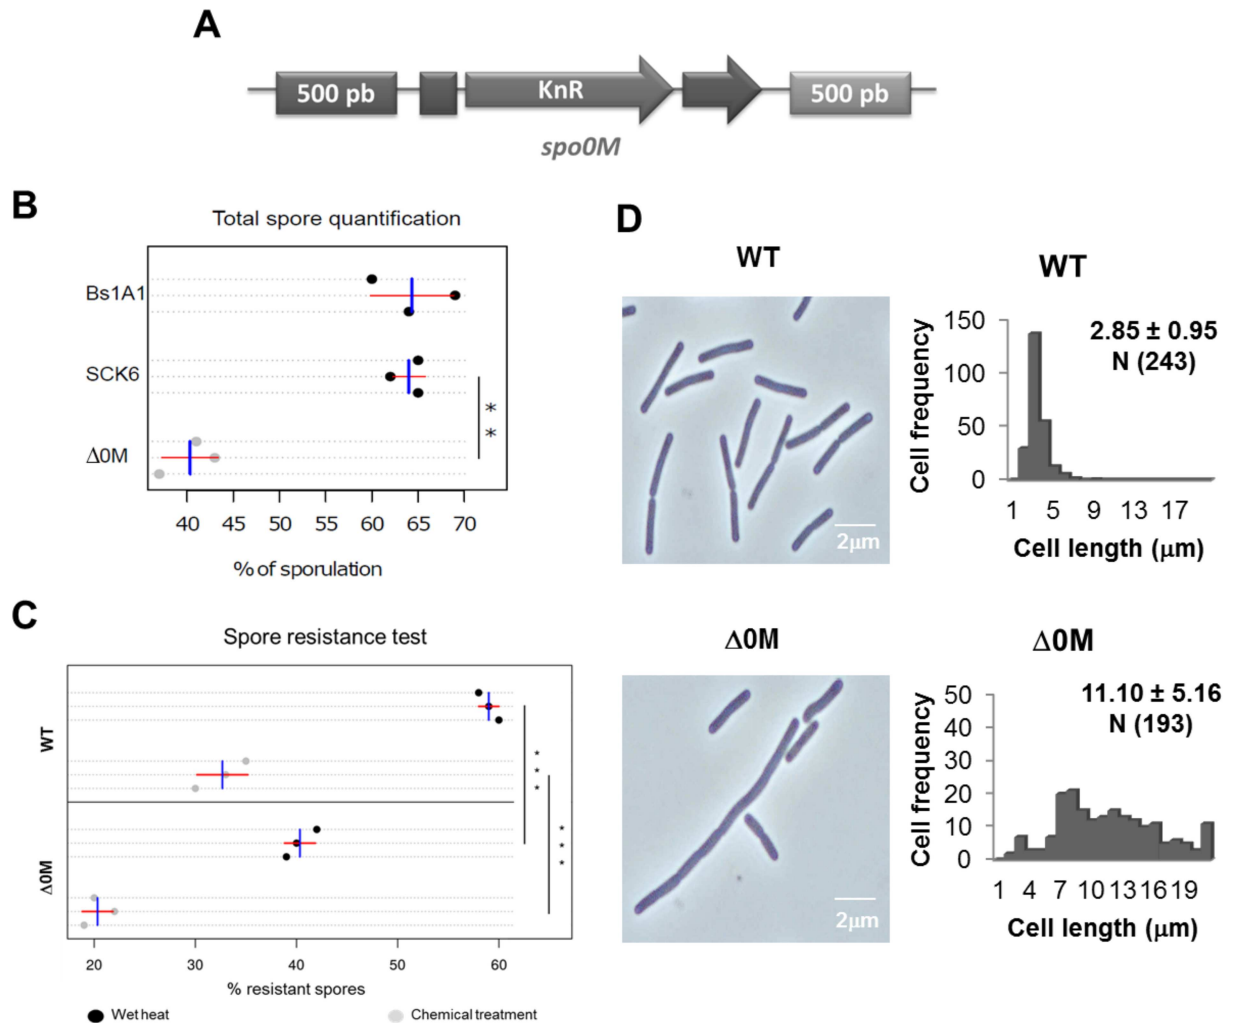 A
500 pb
KnR
500 pb
spo0M
B
Total spore quantification
Bs1A1
SCK6
Δ0M
*
*
40 45 50 55 60 65 70
% of sporulation
C
Spore resistance test
WT
Δ0M
* * *
* * *
20 30 40 50 60
% resistant spores
Wet heat
Chemical treatment
D
WT
2μm
WT
2.85 ± 0.95
N (243)
Cell frequency
150
100
50
0
1 5 9 13 17
Cell length (μm)
Δ0M
2μm
Δ0M
11.10 ± 5.16
N (193)
Cell frequency
50
40
30
20
10
0
1 4 7 10 13 16 19
Cell length (μm)